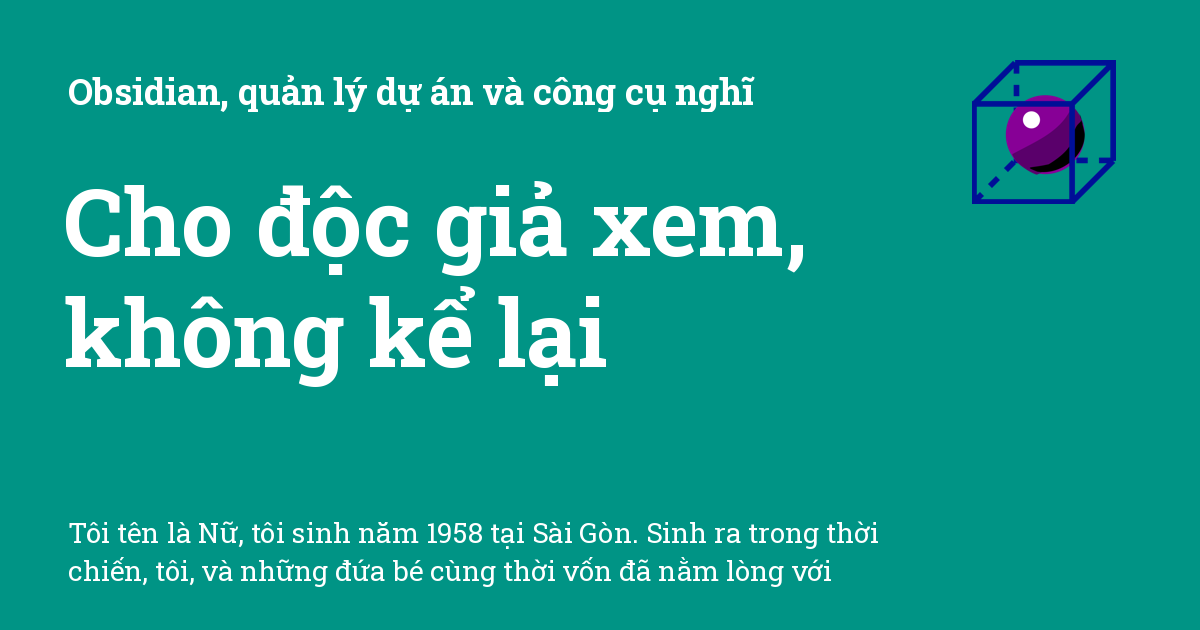 Obsidian, quản lý dự án và công cụ nghĩ
Cho độc giả xem,
không kể lại
Tôi tên là Nữ, tôi sinh năm 1958 tại Sài Gòn. Sinh ra trong thời
chiến, tôi, và những đứa bé cùng thời vốn đã nằm lòng với